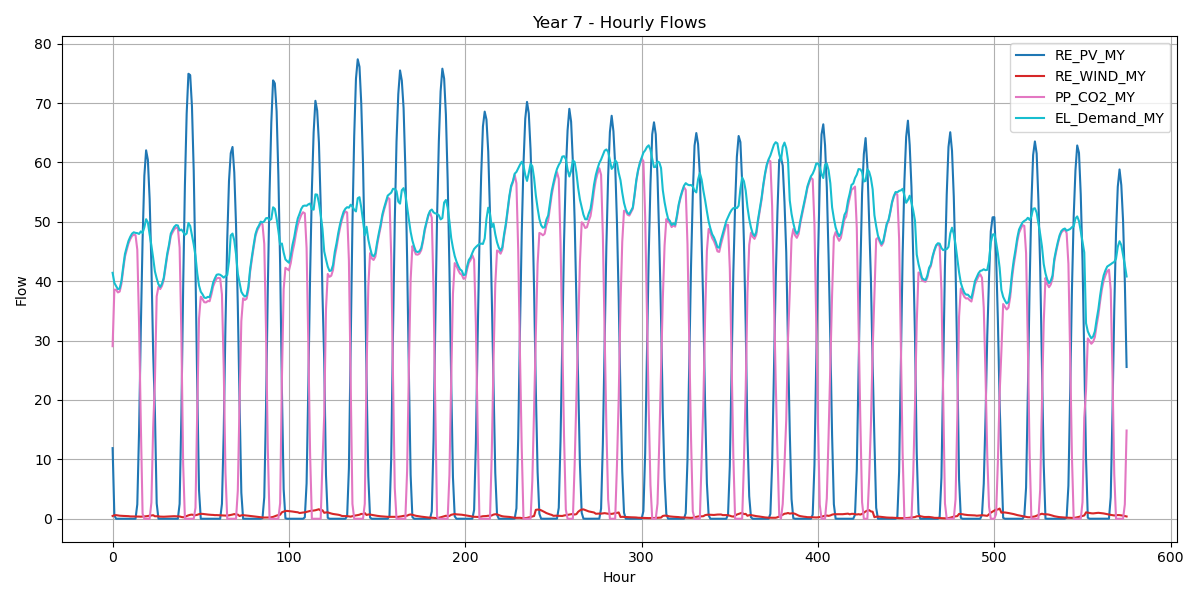 Year 7 - Hourly Flows
80
70
60
50
40
30
20
10
0
Flow
0 100 200 300 400 500 600
Hour
RE_PV_MY
RE_WIND_MY
PP_CO2_MY
EL_Demand_MY